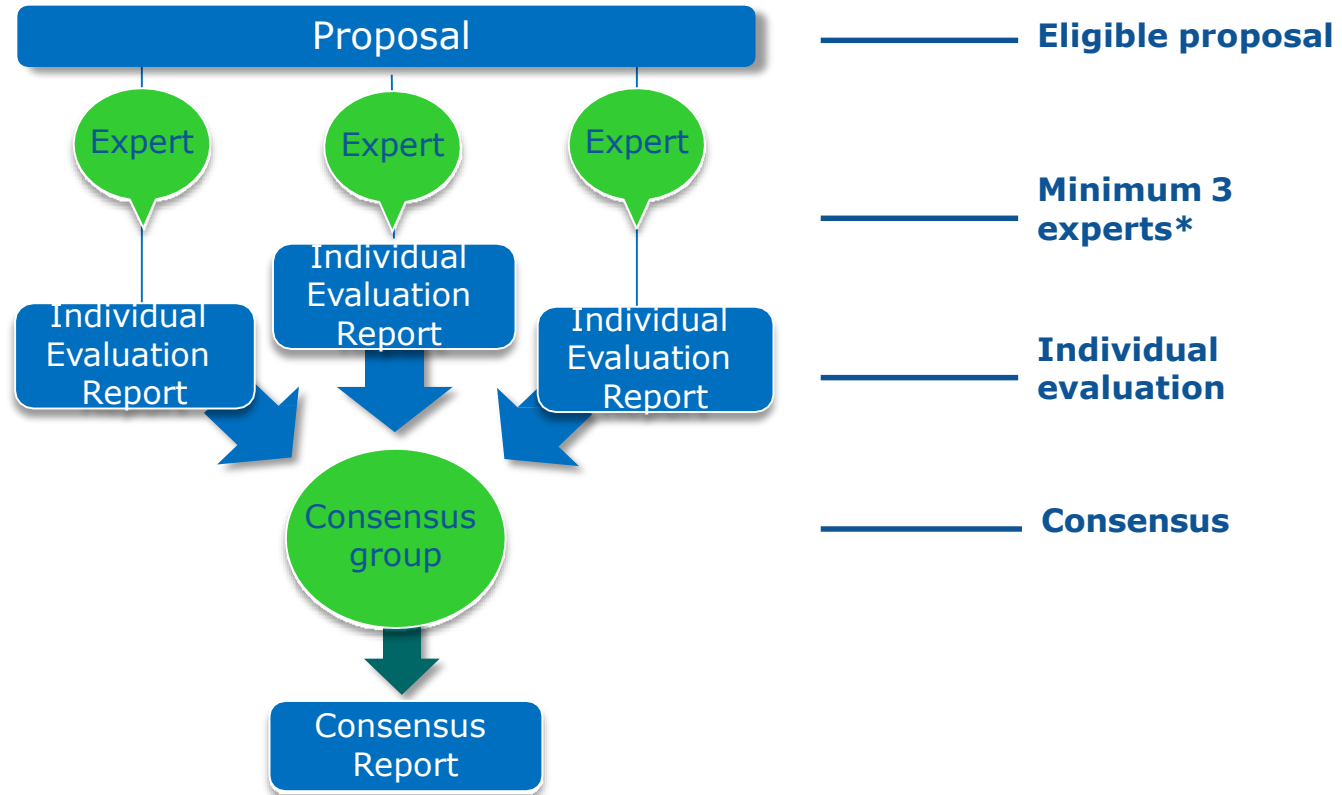 Proposal
Eligible proposal
Expert
Expert
Expert
Minimum 3
experts*
Individual
Evaluation
Report
Individual
Evaluation
Report
Individual
Evaluation
Report
Individual
evaluation
Consensus
group
Consensus
Consensus
Report